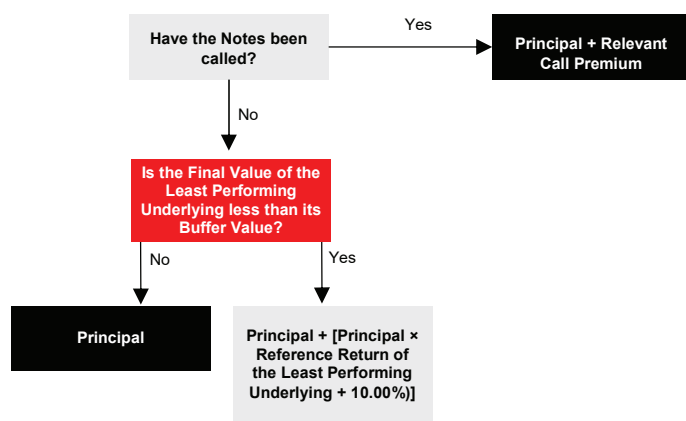 Have the Notes been
called?
Yes
Principal + Relevant
Call Premium
No
Is the Final Value of the
Least Performing
Underlying less than its
Buffer Value?
No
Yes
Principal
Principal + [Principal ×
Reference Return of
the Least Performing
Underlying + 10.00%)]